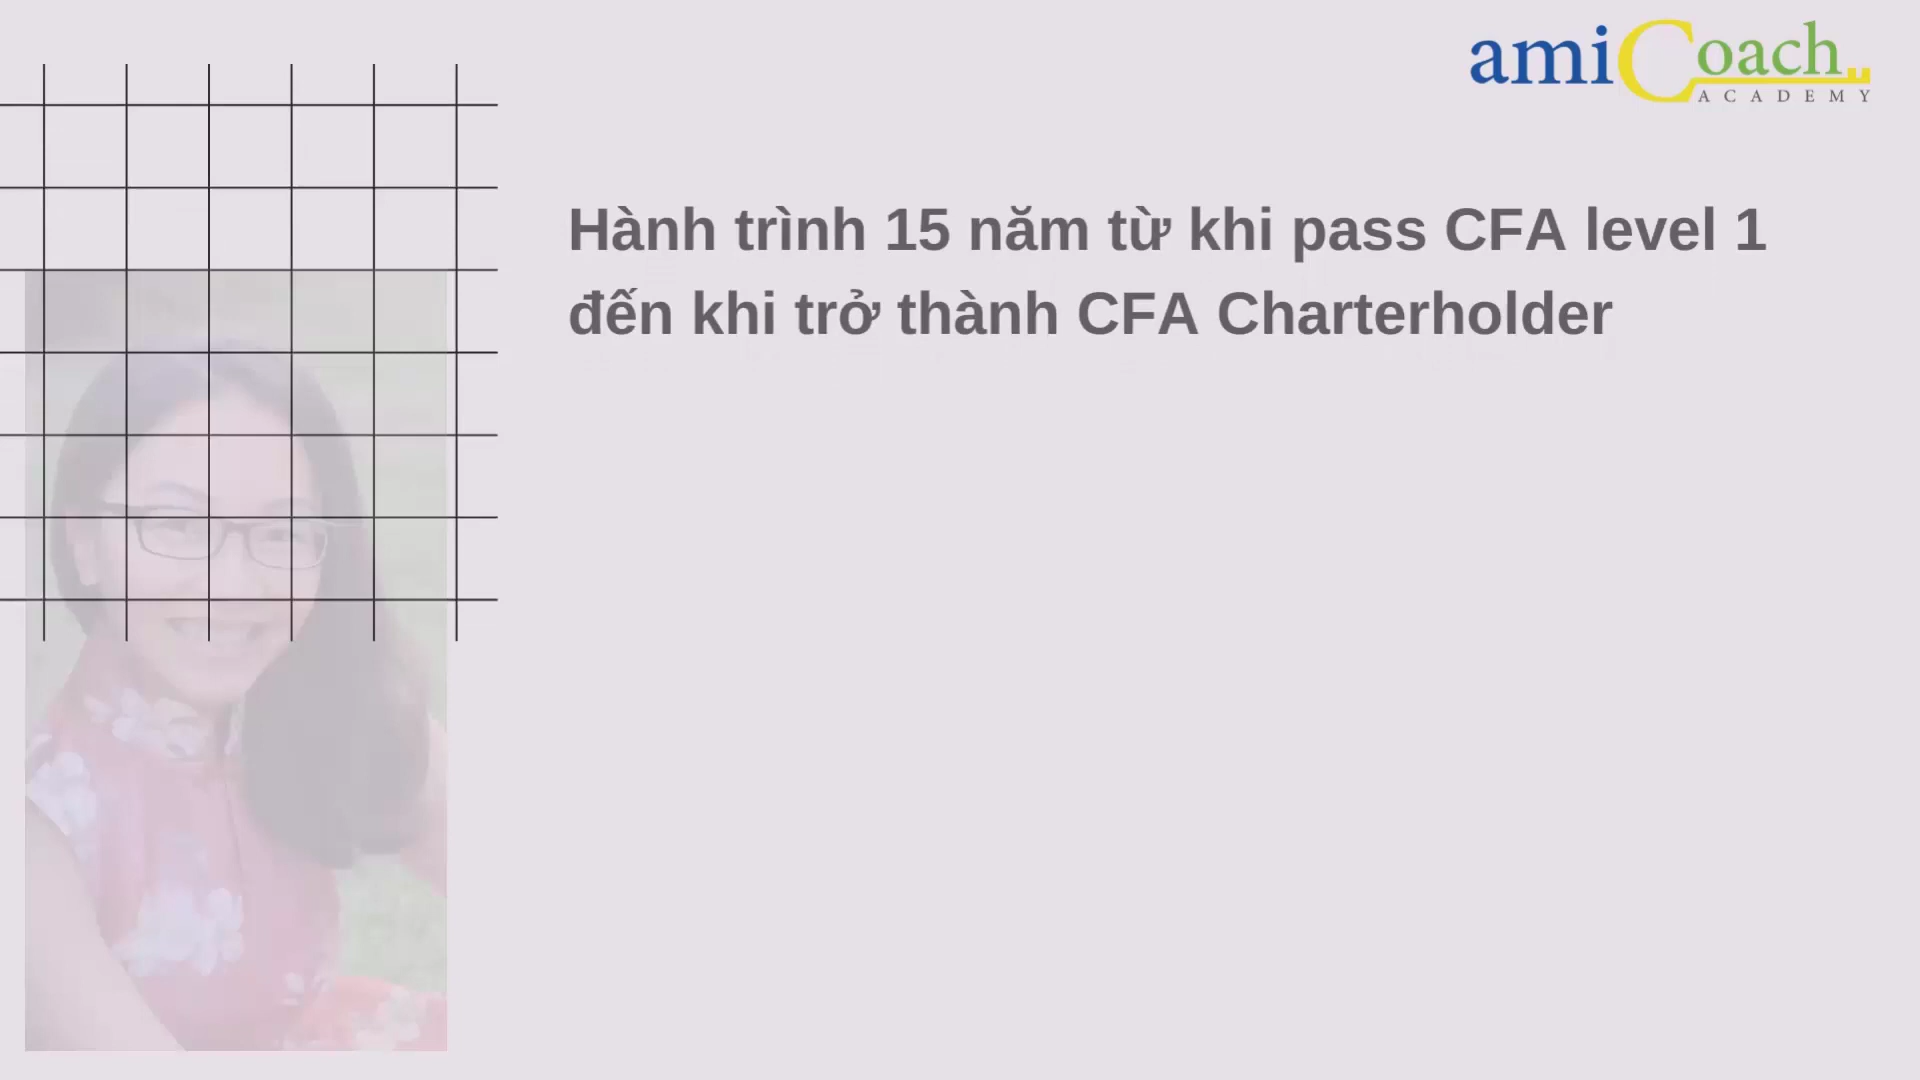 amiCoach
ACADEMY
Hành trình 15 năm từ khi pass CFA level 1
đến khi trở thành CFA Charterholder